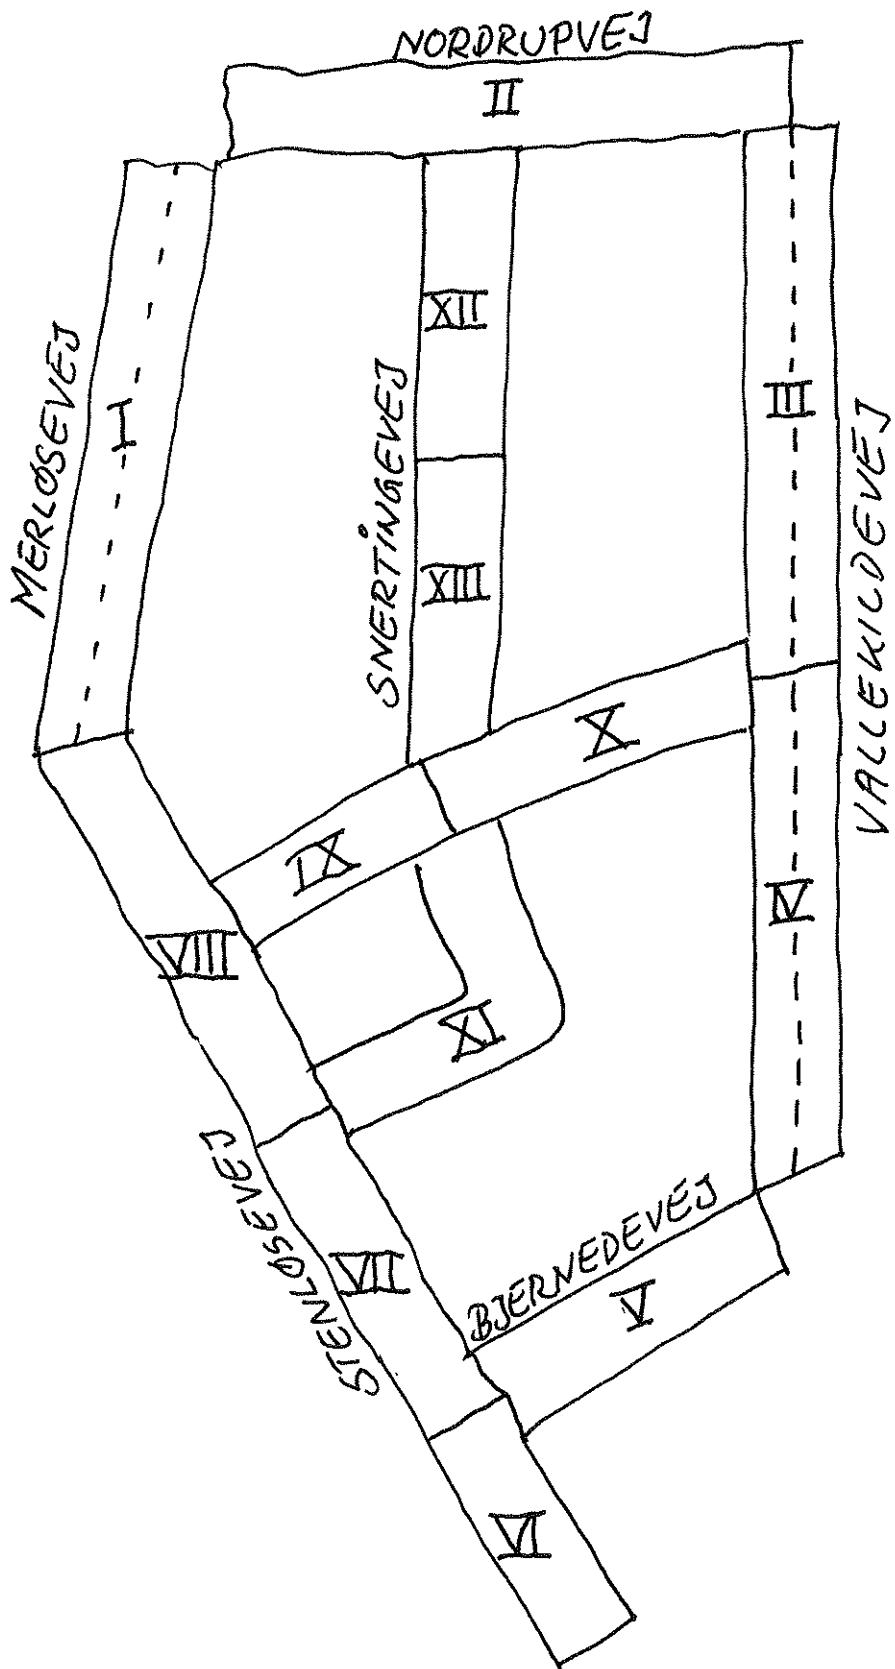 NORDRUPVEJ
II
XII
MERLØSEVEJ
I
SNERTINGEVEJ
III
VALLEKILDEVEJ
XIII
X
IX
IV
VIII
XI
STENLØSEVEJ
VII
BJERNEDEVEJ
V
VI